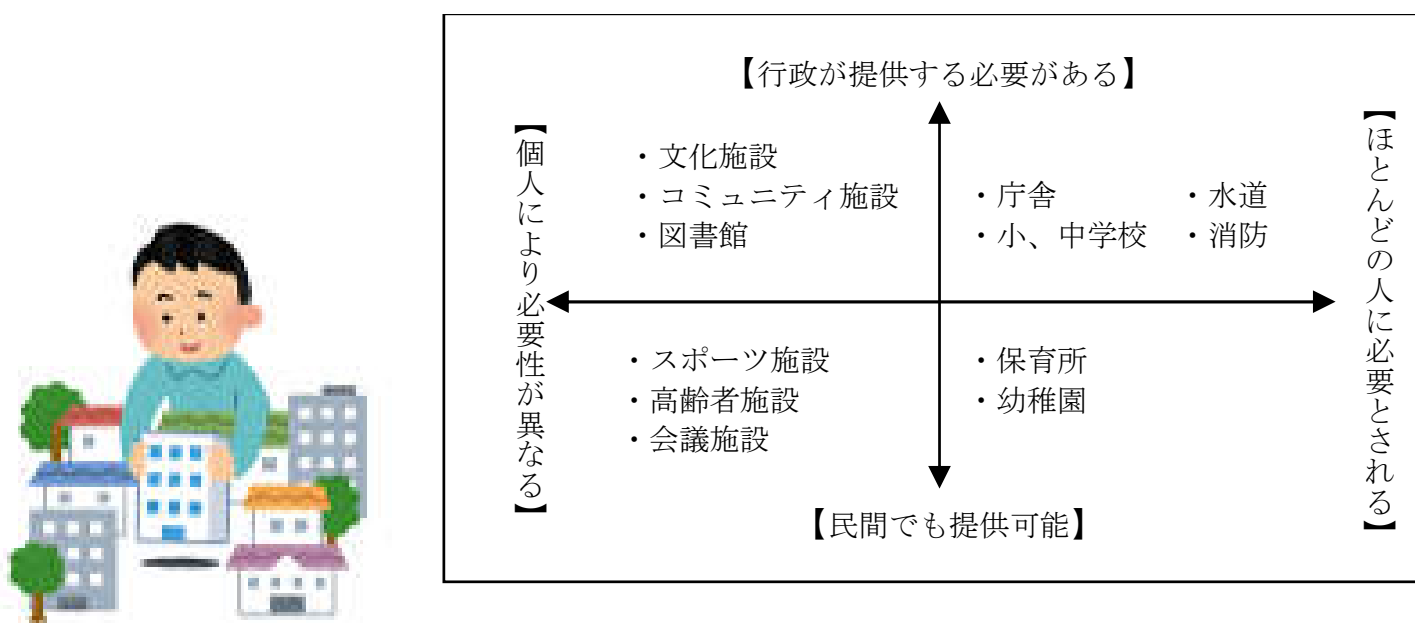 【行政が提供する必要がある】
【個人により必要性が異なる】
・文化施設
・コミュニティ施設
・図書館
・庁舎
・水道
・小、中学校
・消防
【ほとんどの人に必要とされる】
・スポーツ施設
・高齢者施設
・会議施設
・保育所
・幼稚園
【民間でも提供可能】